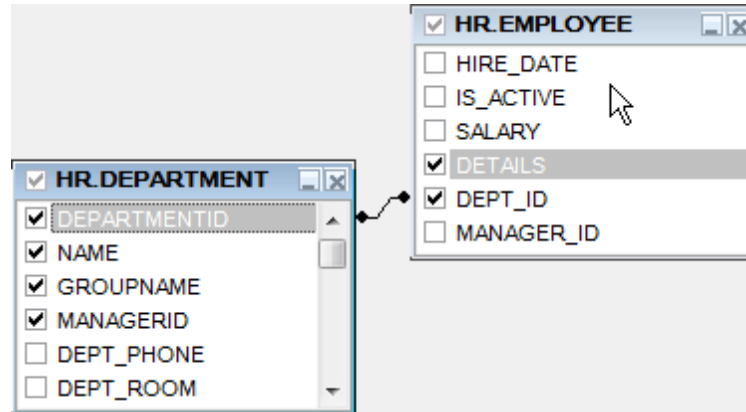 HR.EMPLOYEE
HIRE_DATE
IS_ACTIVE
SALARY
DETAILS
DEPT_ID
MANAGER_ID
HR.DEPARTMENT
DEPARTMENTID
NAME
GROUPNAME
MANAGERID
DEPT_PHONE
DEPT_ROOM